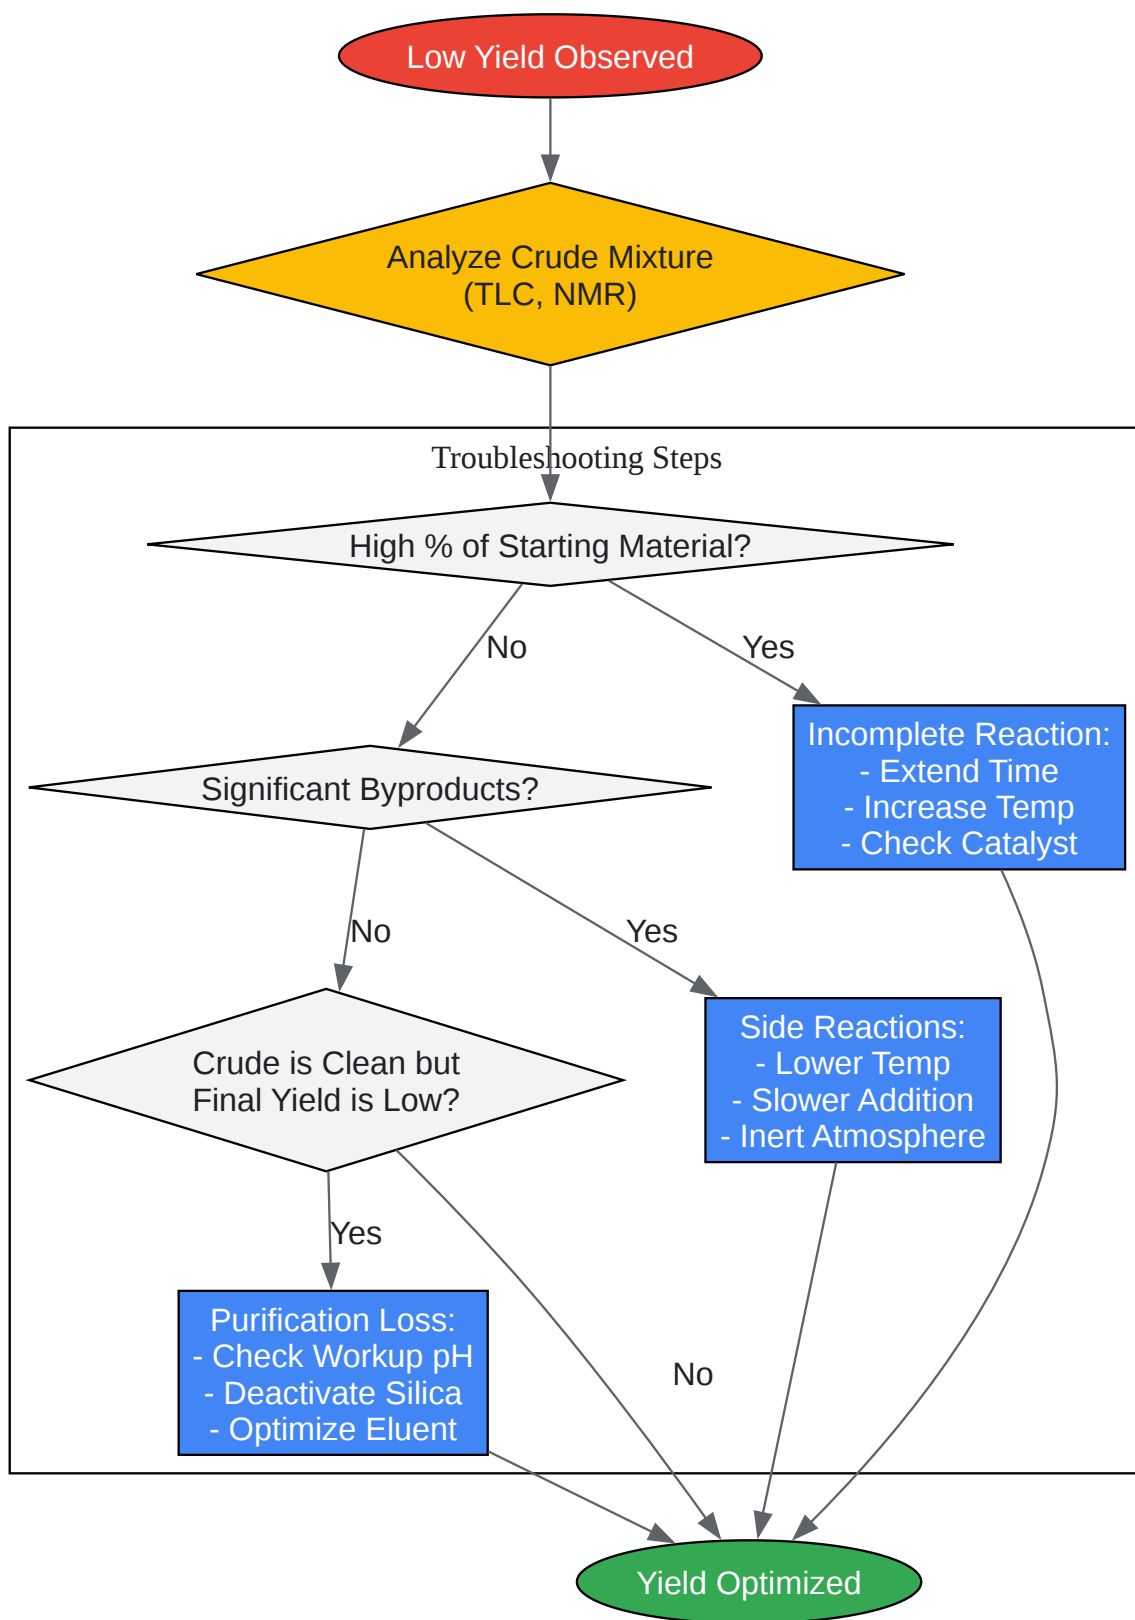 Low Yield Observed
Analyze Crude Mixture
(TLC, NMR)
Troubleshooting Steps
High % of Starting Material?
No
Yes
Incomplete Reaction:
- Extend Time
- Increase Temp
- Check Catalyst
Significant Byproducts?
No
Yes
Side Reactions:
- Lower Temp
- Slower Addition
- Inert Atmosphere
Crude is Clean but
Final Yield is Low?
Yes
No
Purification Loss:
- Check Workup pH
- Deactivate Silica
- Optimize Eluent
Yield Optimized